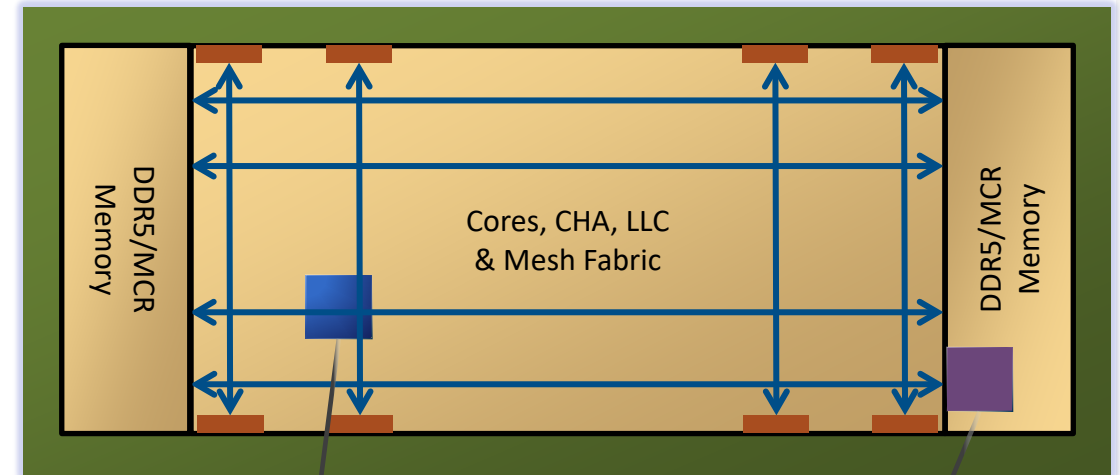 DDR5/MCR
Memory
Cores, CHA, LLC
& Mesh Fabric
DDR5/MCR
Memory